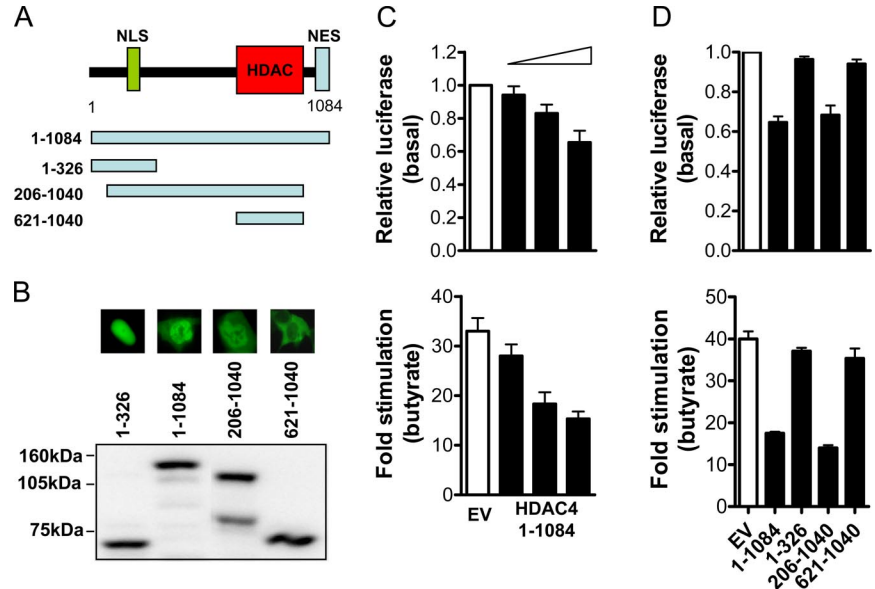 A
NLS
NES
HDAC
1
1084
1-1084
1-326
206-1040
621-1040
B
1-326
1-1084
206-1040
621-1040
160kDa
105kDa
75kDa
C
Relative luciferase
(basal)
1.2
1.0
0.8
0.6
0.4
0.2
0.0
Fold stimulation
(butyrate)
40
30
20
10
0
EV
HDAC4
1-1084
D
Relative luciferase
(basal)
1.0
0.8
0.6
0.4
0.2
0.0
Fold stimulation
(butyrate)
50
40
30
20
10
0
EV
1-1084
1-326
206-1040
621-1040